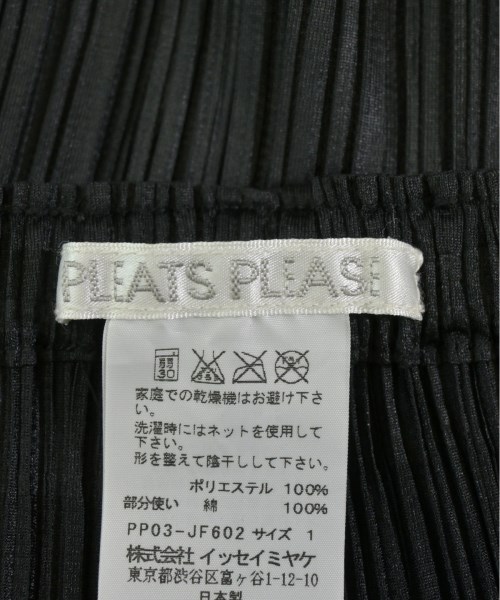 PLEATS PLEASE
弱 30
家庭での乾燥機はお避け下さ
い。
洗濯時にはネットを使用して
下さい。
形を整えて陰干しして下さい。
ポリエステル 100%
部分使い 綿 100%
PP03-JF602 サイズ 1
株式会社 イッセイミヤケ
東京都渋谷区富ヶ谷1-12-10
日本製